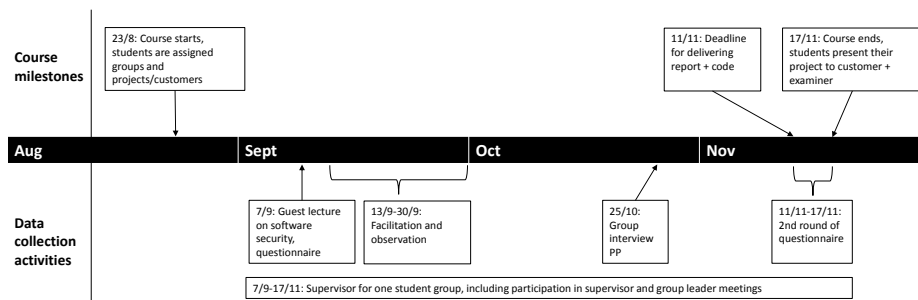 Course
milestones
23/8: Course starts,
students are assigned
groups and
projects/customers
11/11: Deadline
for delivering
report + code
17/11: Course ends,
students present their
project to customer +
examiner
Aug
Sept
Oct
Nov
Data
collection
activities
7/9: Guest lecture
on software
security,
questionnaire
13/9-30/9:
Facilitation and
observation
25/10:
Group
interview
PP
11/11-17/11:
2nd round of
questionnaire
7/9-17/11: Supervisor for one student group, including participation in supervisor and group leader meetings